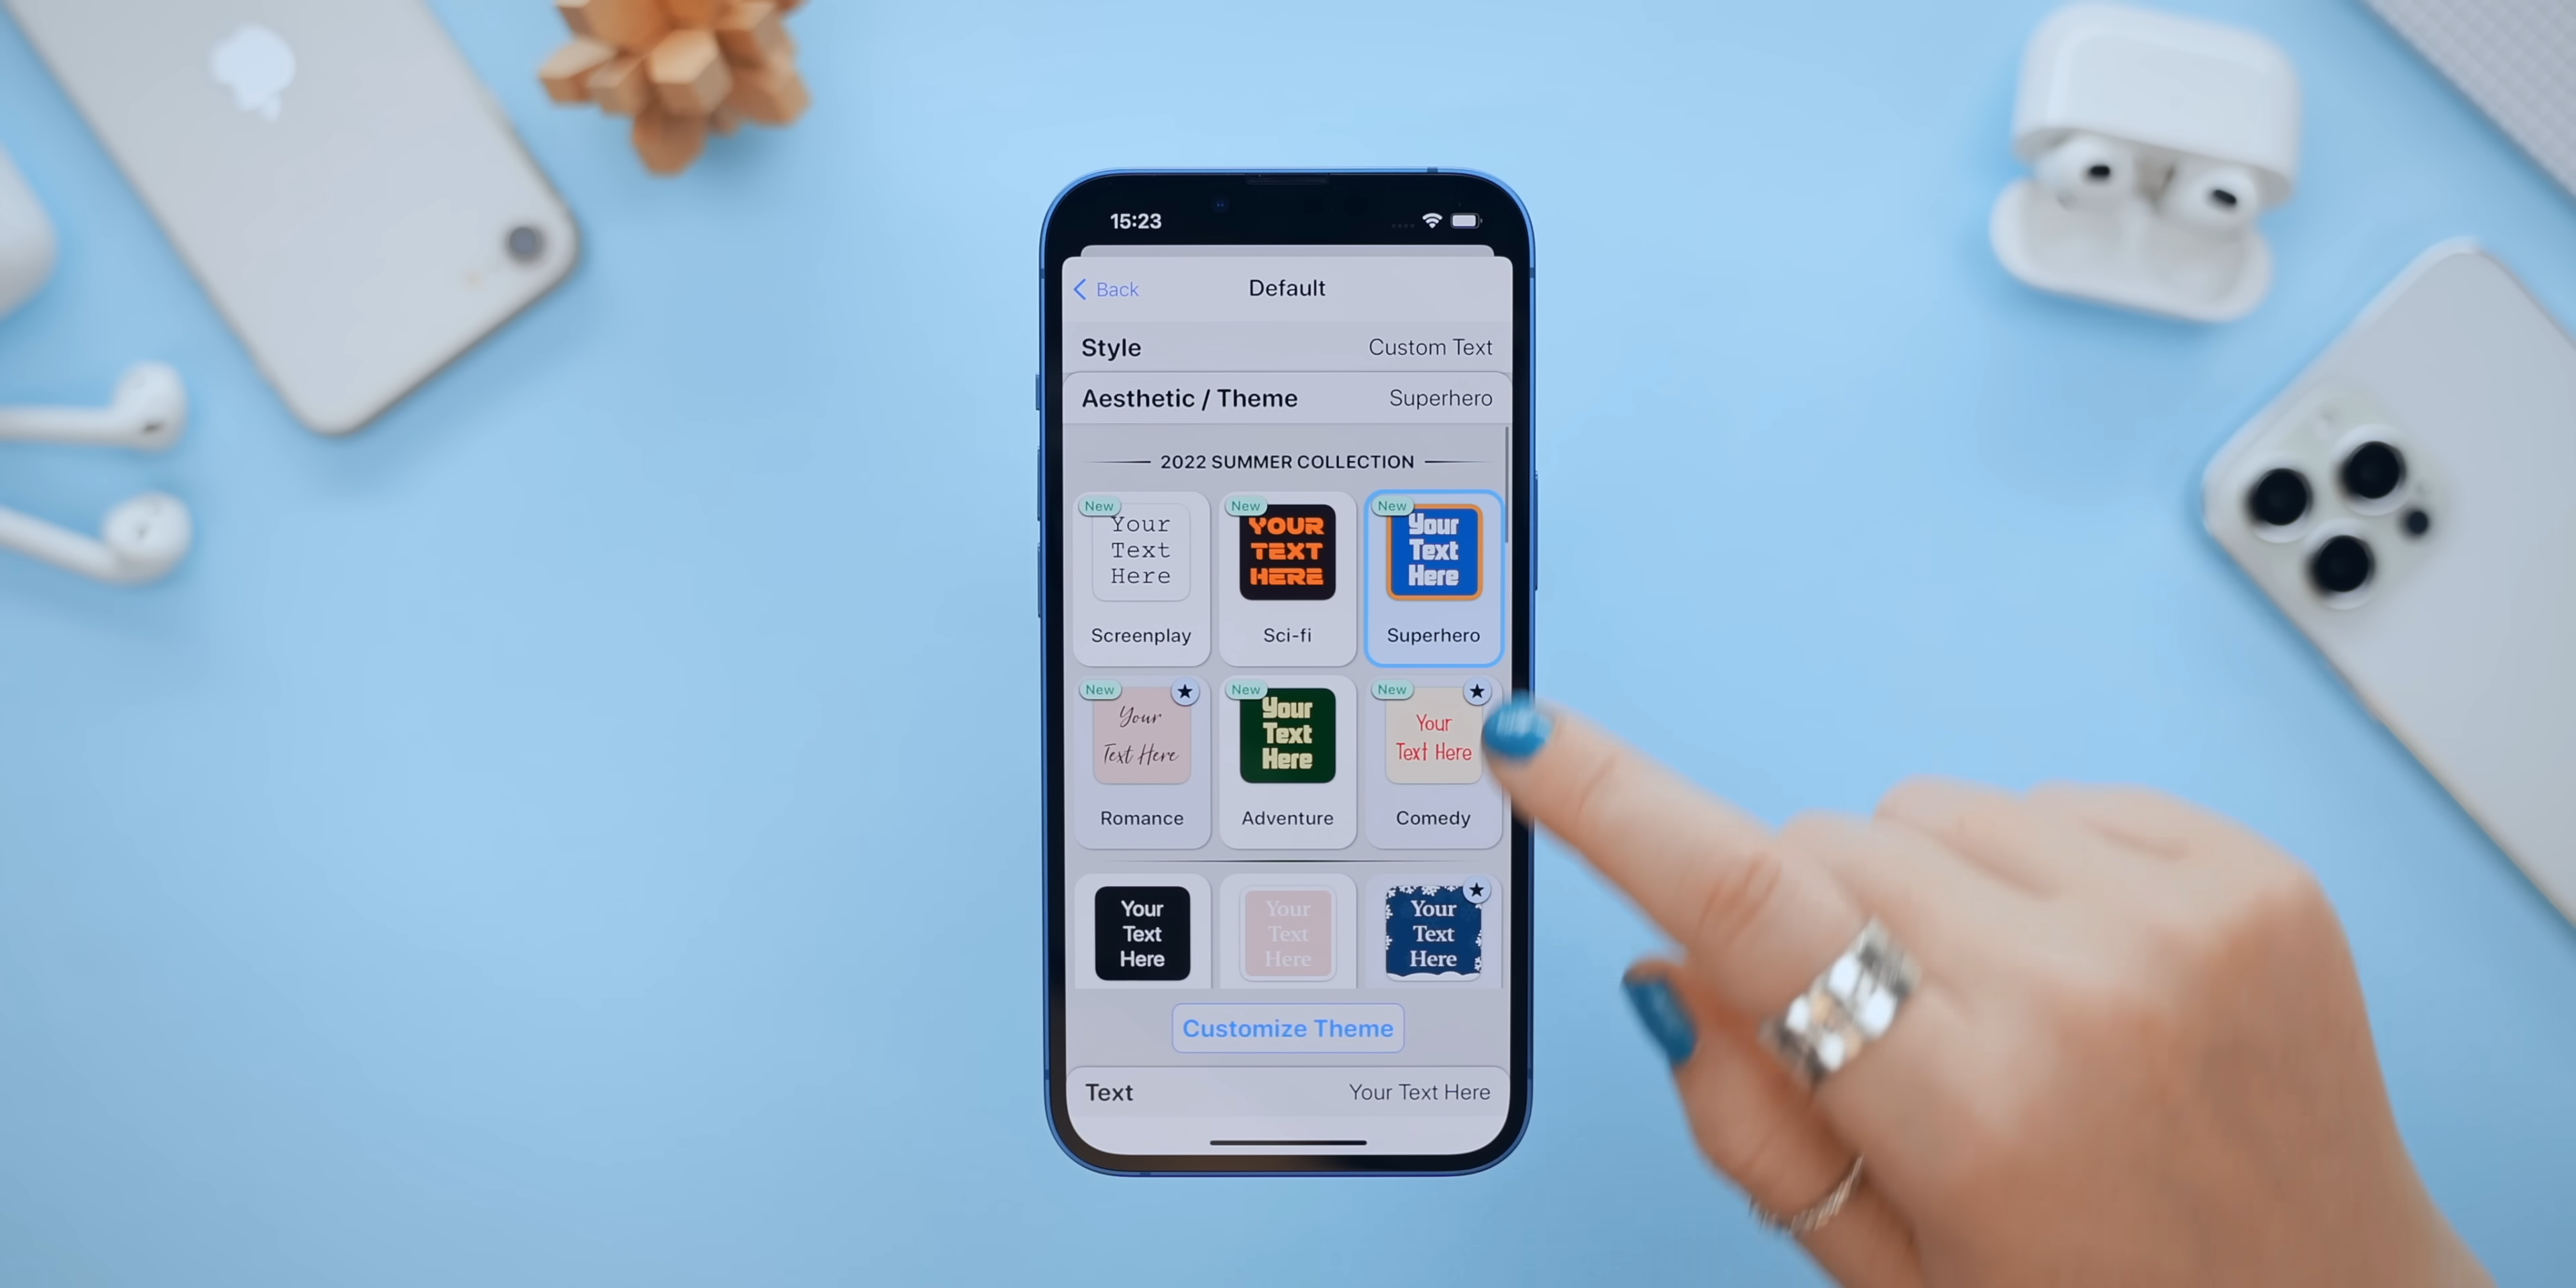 15:23
Back
Default
Style
Custom Text
Aesthetic / Theme
Superhero
2022 SUMMER COLLECTION
New
Your
Text
Here
Screenplay
New
YOUR
TEXT
HERE
Sci-fi
New
Your
Text
Here
Superhero
New
Your
Text Here
Romance
New
Your
Text
Here
Adventure
New
Your
Text Here
Comedy
Your
Text
Here
Your
Text
Here
Your
Text
Here
Customize Theme
Text
Your Text Here